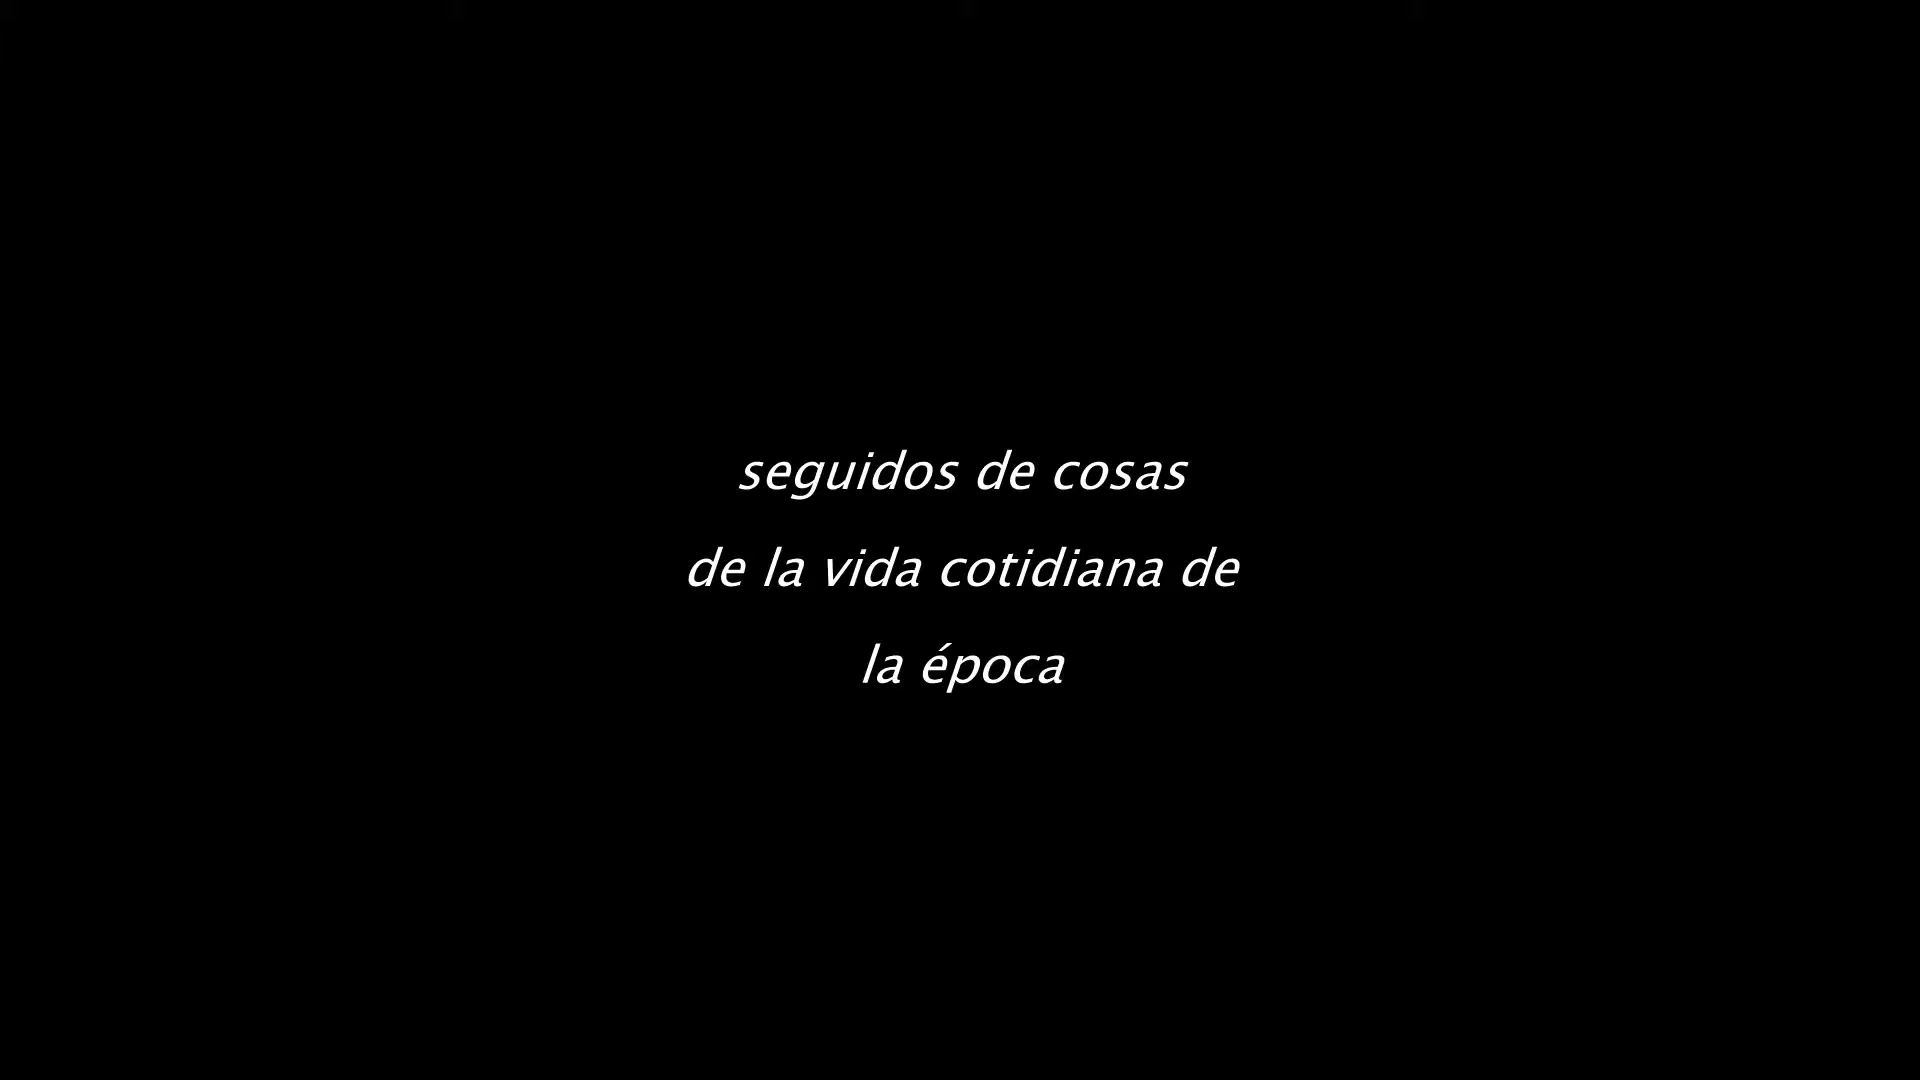 seguidos de cosas
de la vida cotidiana de
la época